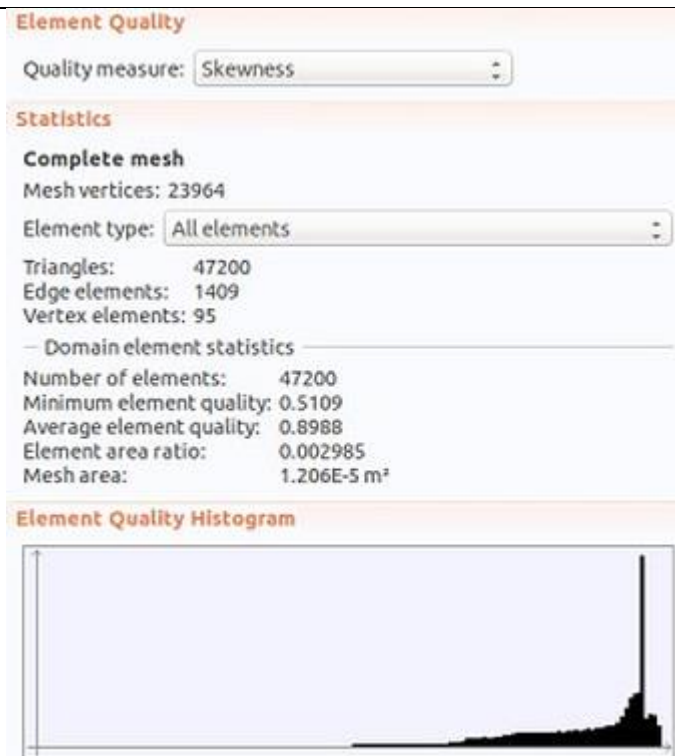 Element Quality
Quality measure: Skewness
Statistics
Complete mesh
Mesh vertices: 23964
Element type: All elements
Triangles: 47200
Edge elements: 1409
Vertex elements: 95
Domain element statistics
Number of elements: 47200
Minimum element quality: 0.5109
Average element quality: 0.8988
Element area ratio: 0.002985
Mesh area: 1.206E-5 m²
Element Quality Histogram